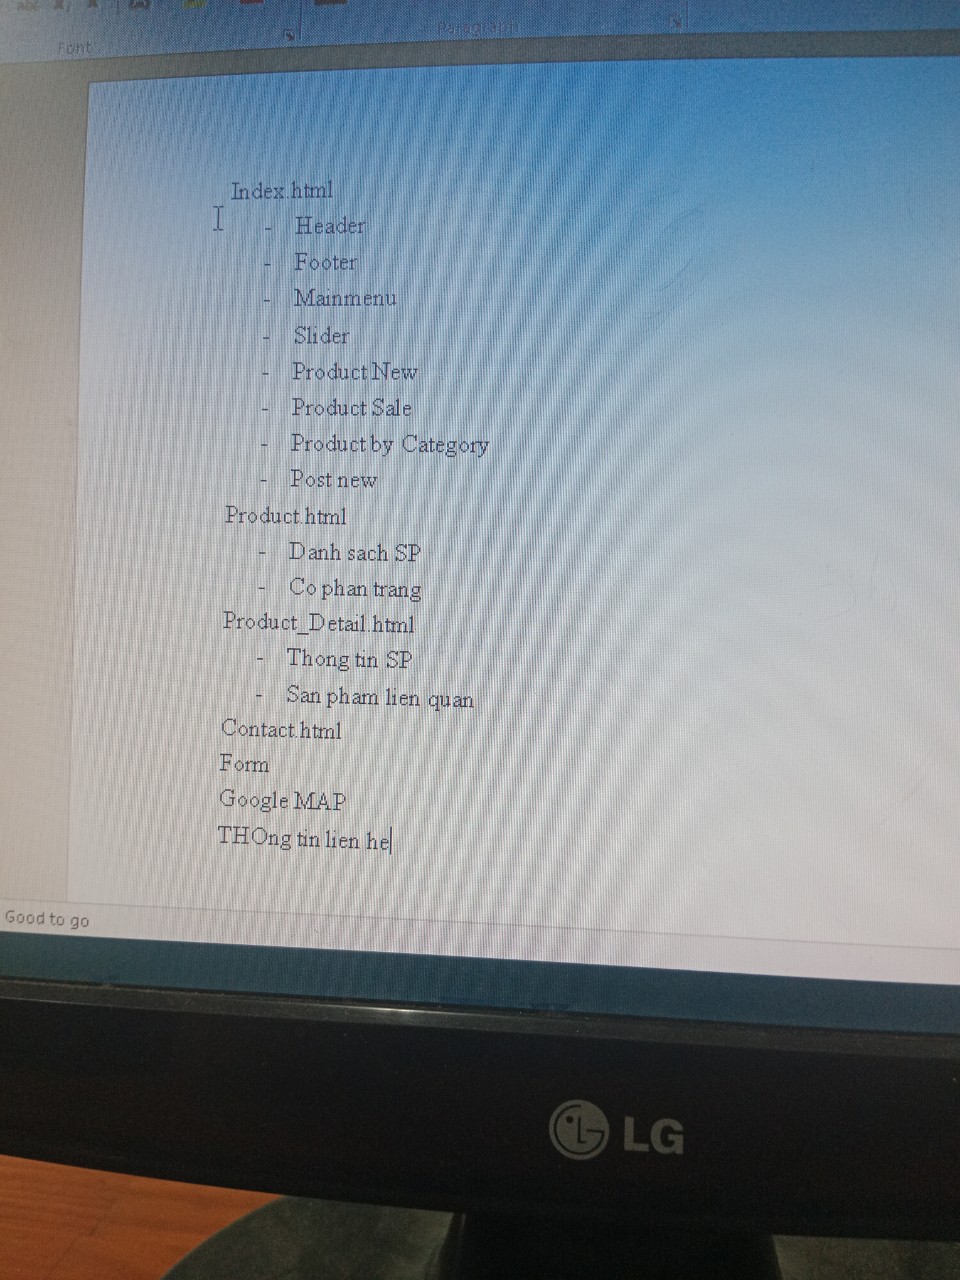 Font
Paragraph
Index.html
- Header
- Footer
- Mainmenu
- Slider
- Product New
- Product Sale
- Product by Category
- Post new
Product.html
- Danh sach SP
- Co phan trang
Product_Detail.html
- Thong tin SP
- San pham lien quan
Contact.html
Form
Google MAP
THOng tin lien he
Good to go
LG